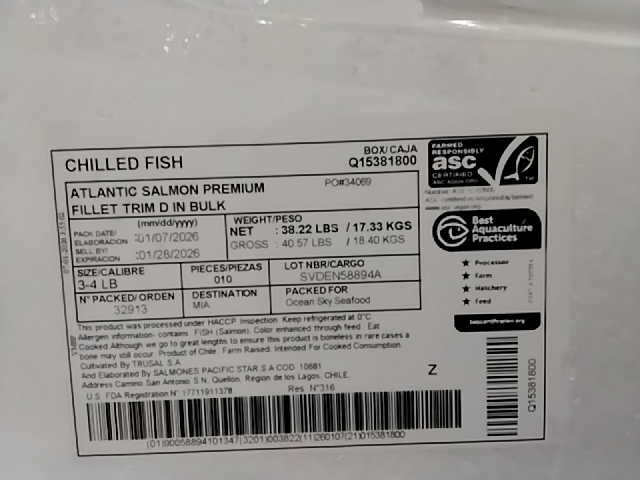 CHILLED FISH
BOX/CAJA
Q15381800
ATLANTIC SALMON PREMIUM
FILLET TRIM D IN BULK
PO#34069
(mm/dd/yyyy)
PACK DATE/
ELABORACION :01/07/2026
SELL BY/
EXPIRACION :01/28/2026
WEIGHT/PESO
NET : 38.22 LBS / 17.33 KGS
GROSS : 40.57 LBS / 18.40 KGS
SIZE/CALIBRE
3-4 LB
PIECES/PIEZAS
010
LOT NBR/CAJA
SVDEN58894A
N° PACKED/ORDEN
32913
DESTINATION
MIA
PACKED FOR
Ocean Sky Seafood
This product was processed under HACCP Inspection. Keep refrigerated at 0°C
Allergen information- contains FISH (Salmon) Color enhanced through feed. Eat
Cooked Although we go to great lengths to ensure this product is boneless in rare cases a
bone may still occur. Product of Chile. Farm Raised. Intended For Cooked Consumption.
Cultivated By TRUSAL S.A
And Elaborated By SALMONES PACIFIC STAR S.A COD 10681
Address Camino San Antonio S N, Quellon, Region de los Lagos, CHILE.
U.S. FDA Registration N°17711911378
Res. N°316
Z
(01)90058894101347(3201)003822(11)260107(21)015381800
FARMED
RESPONSIBLY
asc
CERTIFIED
ASC-AQUA.ORG
Best
Aquaculture
Practices
★ Processor
★ Farm
★ Hatchery
★ Feed
bapcertification.org
Q15381800